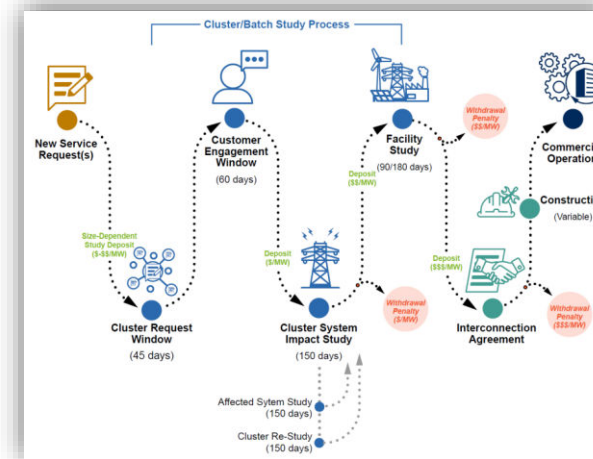 Cluster/Batch Study Process
New Service
Request(s)
Customer
Engagement
Window
(60 days)
Facility
Study
(90/180 days)
Withdrawal
Penalty
($$/MW)
Commerci
Operation
Constructi
(Variable)
Size-Dependent
Study Deposit
($-$$/MW)
Deposit
($/MW)
Deposit
($$/MW)
Deposit
($$$/MW)
Cluster Request
Window
(45 days)
Cluster System
Impact Study
(150 days)
Withdrawal
Penalty
($/MW)
Interconnection
Agreement
Withdrawal
Penalty
($$$/MW)
Affected Sytem Study
(150 days)
Cluster Re-Study
(150 days)